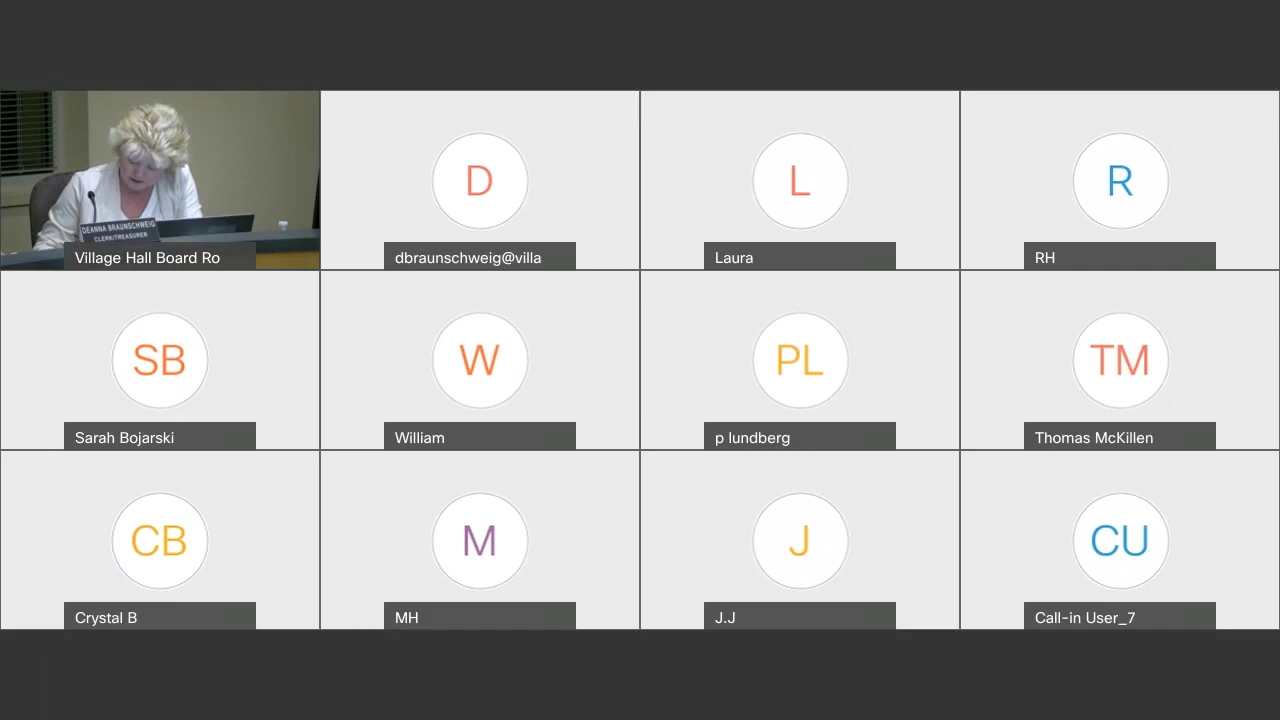 DEANNA BRAUNSCHWEIG
CLERK/TREASURER
Village Hall Board Ro
D
dbraunschweig@villa
L
Laura
R
RH
SB
Sarah Bojarski
W
William
PL
p lundberg
TM
Thomas McKillen
CB
Crystal B
M
MH
J
J.J
CU
Call-in User_7